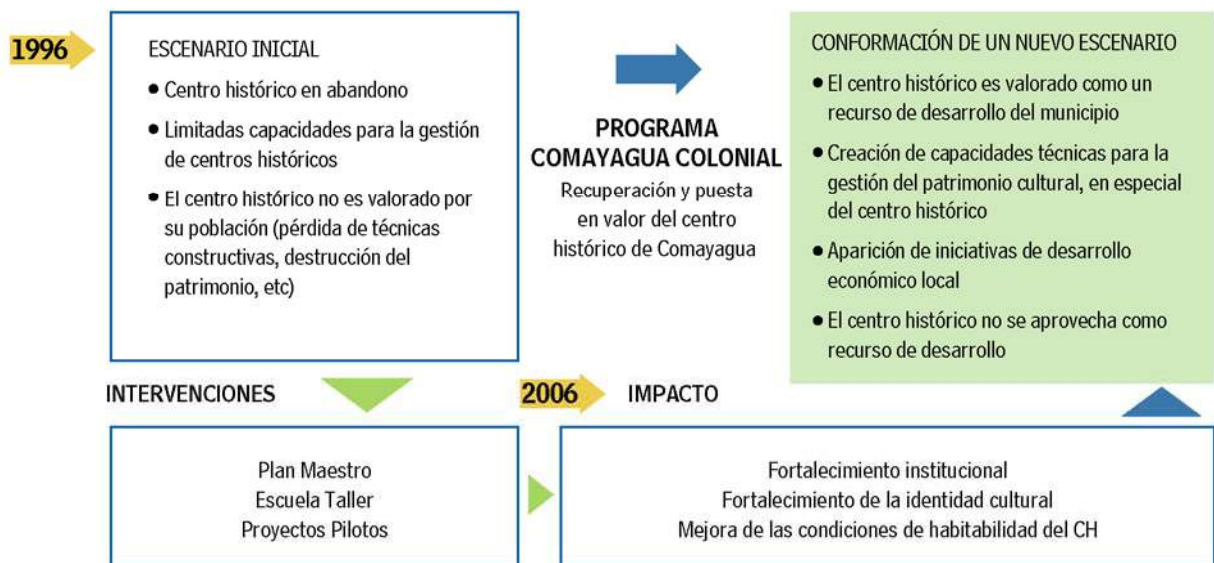 1996
ESCENARIO INICIAL
● Centro histórico en abandono
● Limitadas capacidades para la gestión
de centros históricos
● El centro histórico no es valorado por
su población (pérdida de técnicas
constructivas, destrucción del
patrimonio, etc)
PROGRAMA
COMAYAGUA COLONIAL
Recuperación y puesta
en valor del centro
histórico de Comayagua
CONFORMACIÓN DE UN NUEVO ESCENARIO
● El centro histórico es valorado como un
recurso de desarrollo del municipio
● Creación de capacidades técnicas para la
gestión del patrimonio cultural, en especial
del centro histórico
● Aparición de iniciativas de desarrollo
económico local
● El centro histórico no se aprovecha como
recurso de desarrollo
INTERVENCIONES
2006
IMPACTO
Plan Maestro
Escuela Taller
Proyectos Pilotos
Fortalecimiento institucional
Fortalecimiento de la identidad cultural
Mejora de las condiciones de habitabilidad del CH